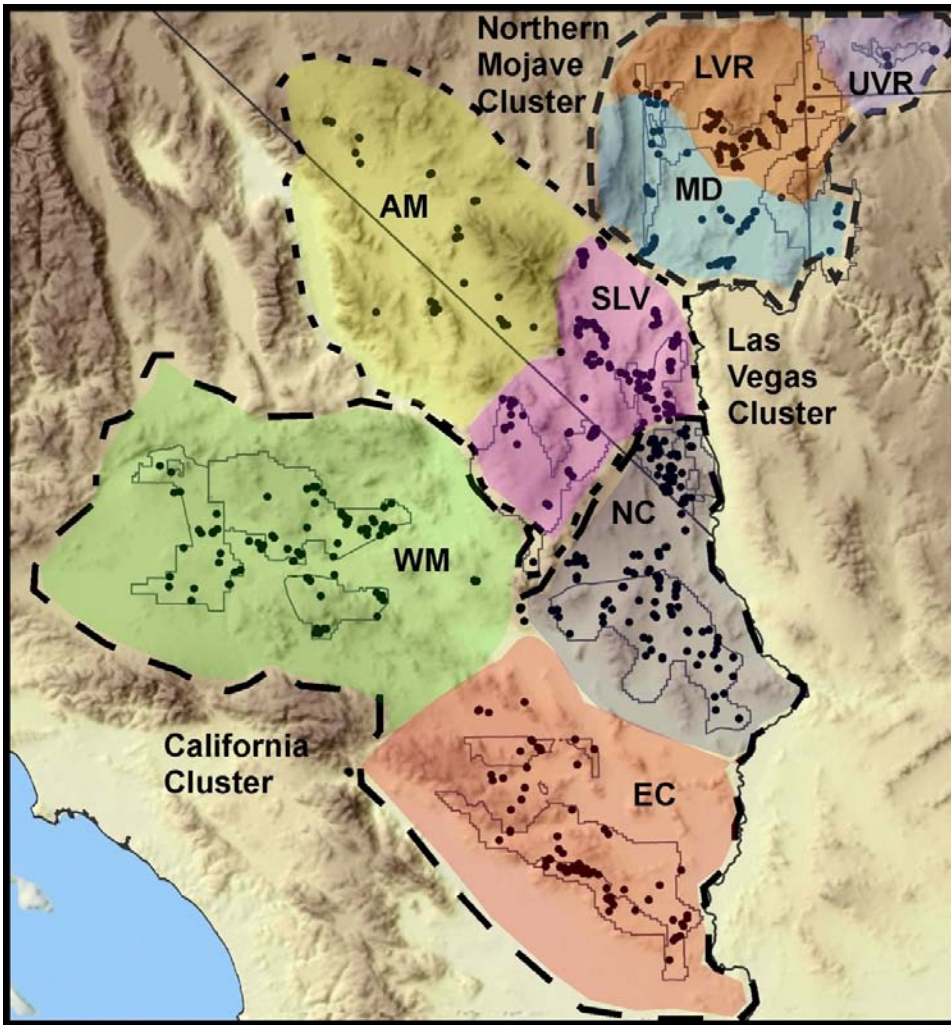 Northern
Mojave
Cluster
LVR
UVR
MD
AM
SLV
Las
Vegas
Cluster
NC
WM
California
Cluster
EC